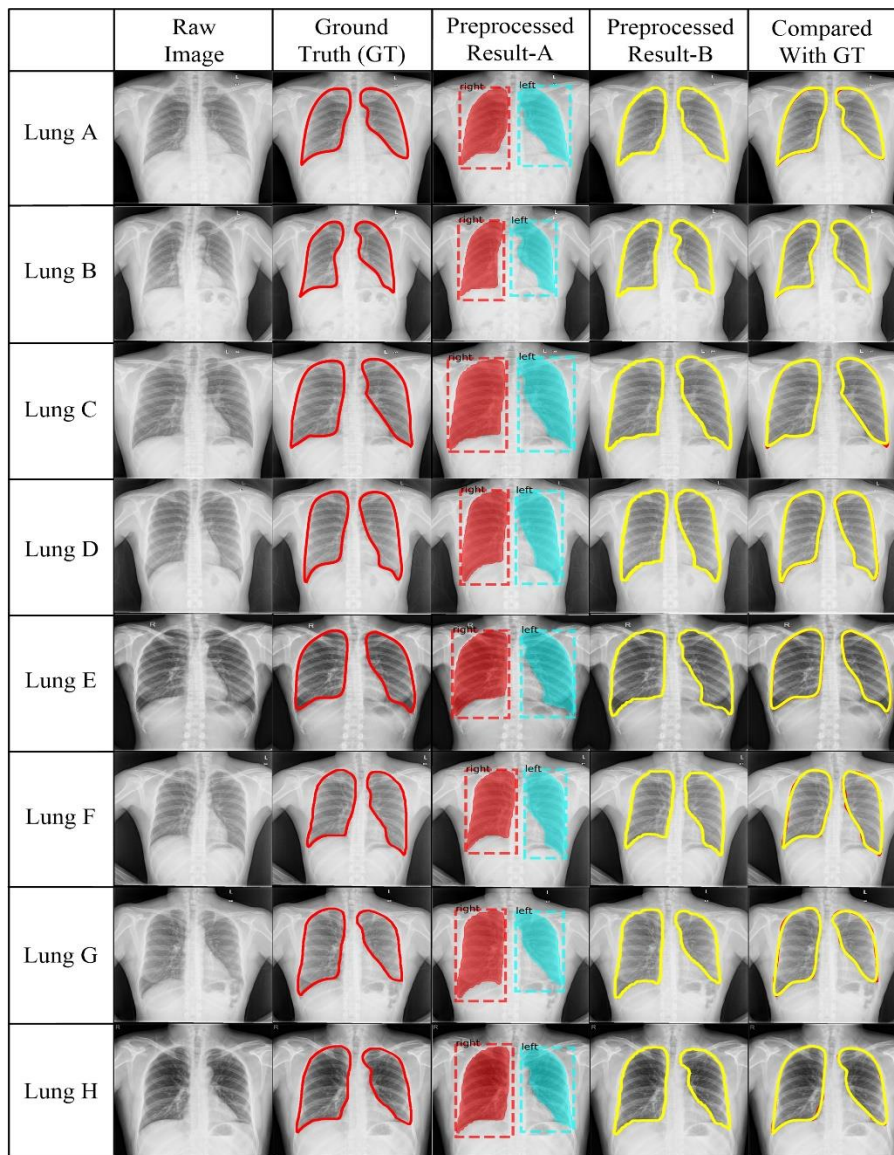 Raw Image
Ground Truth (GT)
Preprocessed Result-A
Preprocessed Result-B
Compared With GT
Lung A
right
left
L
Lung B
right
left
L
Lung C
right
left
L
Lung D
right
left
L
Lung E
R
right
left
Lung F
right
left
L
Lung G
right
left
L
Lung H
R
right
left